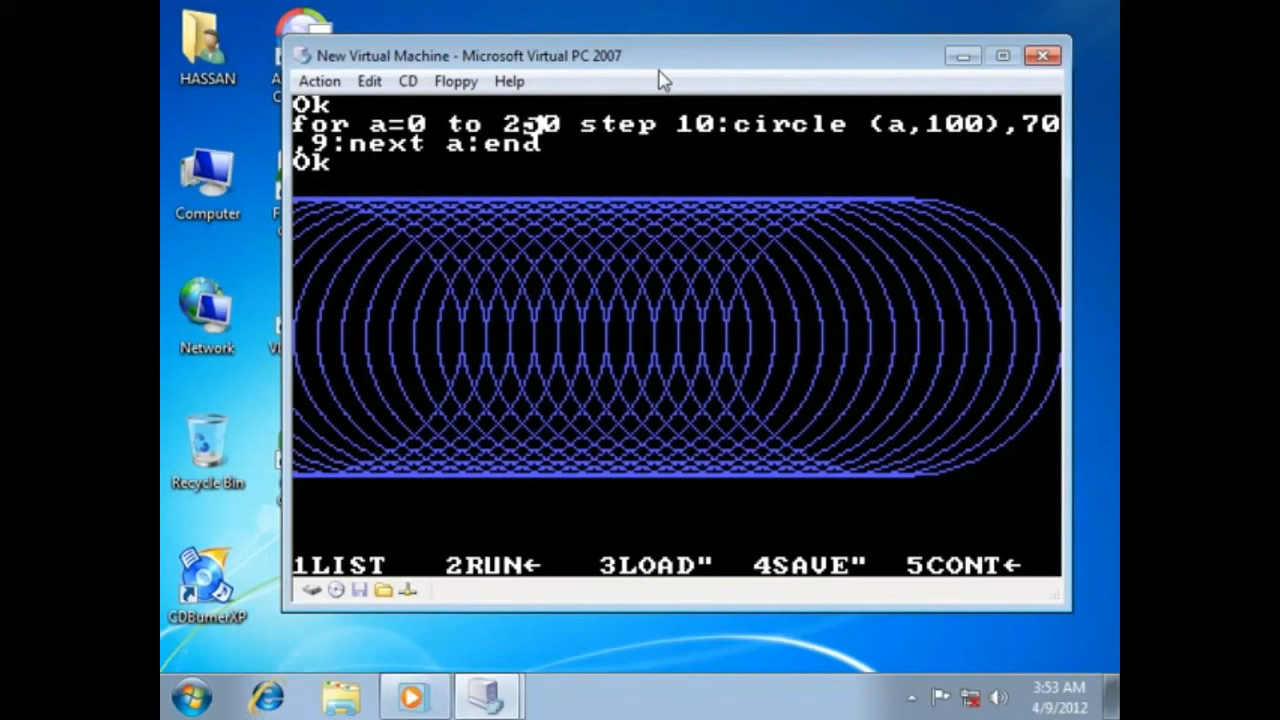 HASSAN
Computer
Network
Recycle Bin
CDBurnerXP
New Virtual Machine - Microsoft Virtual PC 2007
Action Edit CD Floppy Help
Ok
for a=0 to 250 step 10:circle (a,100),70
,9:next a:end
Ok
1LIST 2RUN← 3LOAD" 4SAVE" 5CONT←
3:53 AM
4/9/2012